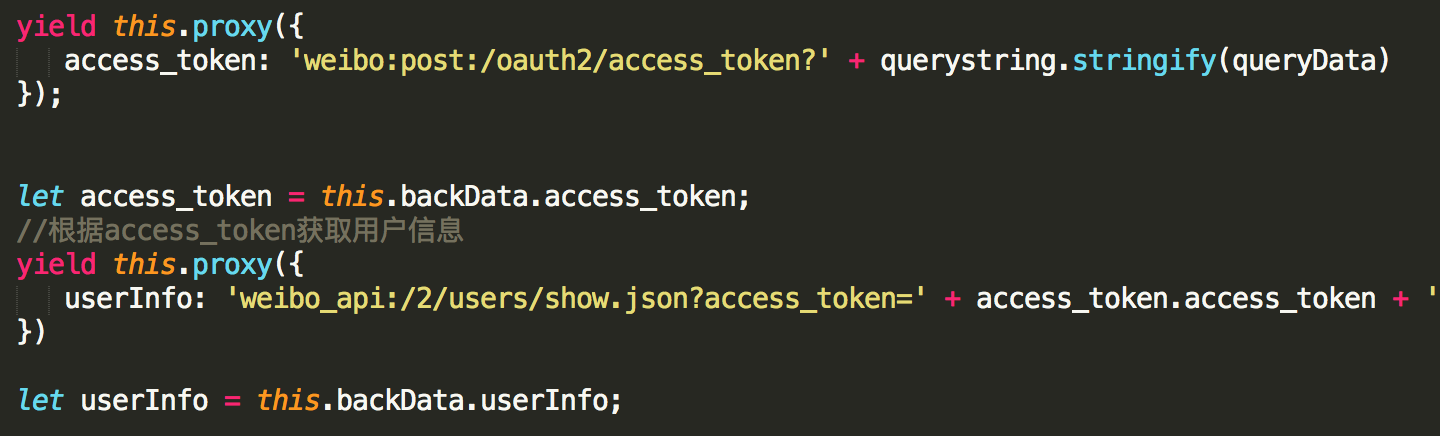 yield this.proxy({
access_token: 'weibo:post:/oauth2/access_token?' + querystring.stringify(queryData)
});
let access_token = this.backData.access_token;
//根据access_token获取用户信息
yield this.proxy({
userInfo: 'weibo_api:/2/users/show.json?access_token=' + access_token.access_token + '
})
let userInfo = this.backData.userInfo;